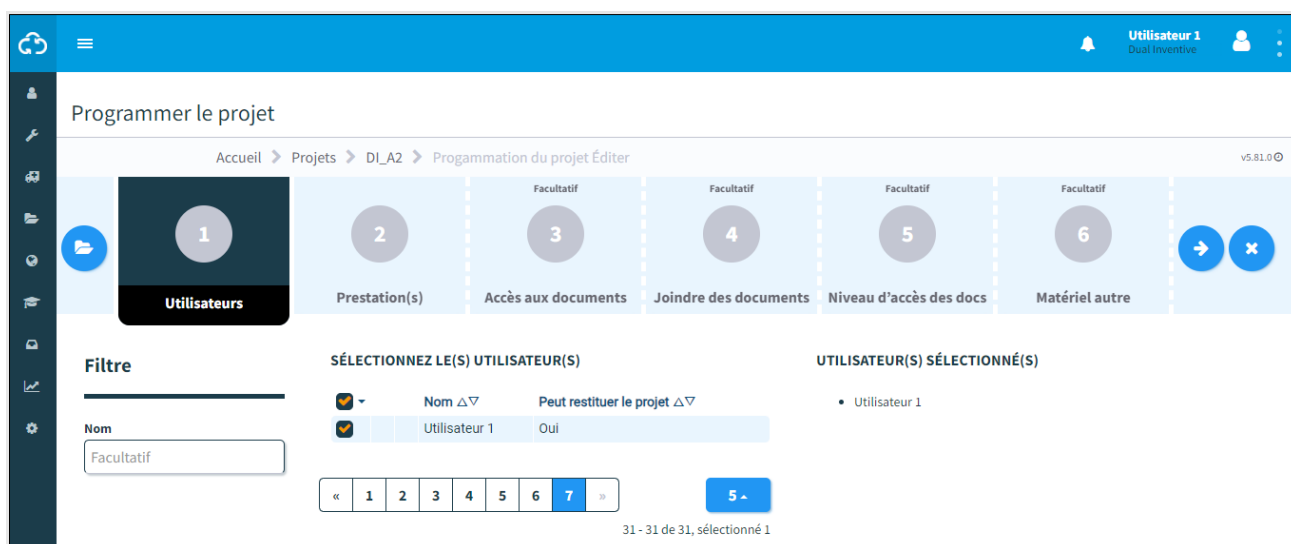 Utilisateur 1
Dual Inventive
Programmer le projet
Accueil Projets DI_A2 Progammation du projet Éditer
v5.81.0
Facultatif Facultatif Facultatif Facultatif
1 2 3 4 5 6
Utilisateurs Prestation(s) Accès aux documents Joindre des documents Niveau d'accès des docs Matériel autre
Filtre
Nom
Facultatif
SÉLECTIONNEZ LE(S) UTILISATEUR(S)
Nom △▽ Peut restituer le projet △▽
Utilisateur 1 Oui
« 1 2 3 4 5 6 7 »
5
31 - 31 de 31, sélectionné 1
UTILISATEUR(S) SÉLECTIONNÉ(S)
• Utilisateur 1